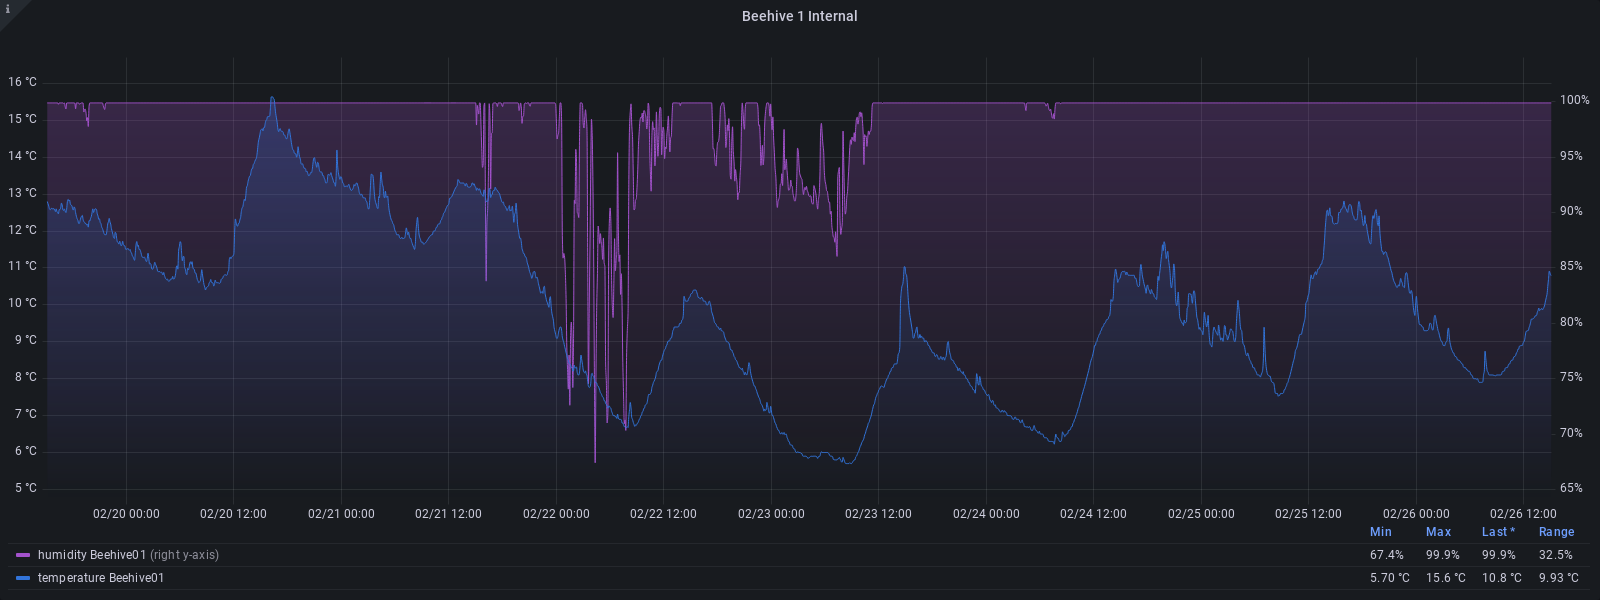 i
Beehive 1 Internal
16 °C
15 °C
14 °C
13 °C
12 °C
11 °C
10 °C
9 °C
8 °C
7 °C
6 °C
5 °C
100%
95%
90%
85%
80%
75%
70%
65%
02/20 00:00 02/20 12:00 02/21 00:00 02/21 12:00 02/22 00:00 02/22 12:00 02/23 00:00 02/23 12:00 02/24 00:00 02/24 12:00 02/25 00:00 02/25 12:00 02/26 00:00 02/26 12:00
Min Max Last * Range
humidity Beehive01 (right y-axis) 67.4% 99.9% 99.9% 32.5%
temperature Beehive01 5.70 °C 15.6 °C 10.8 °C 9.93 °C